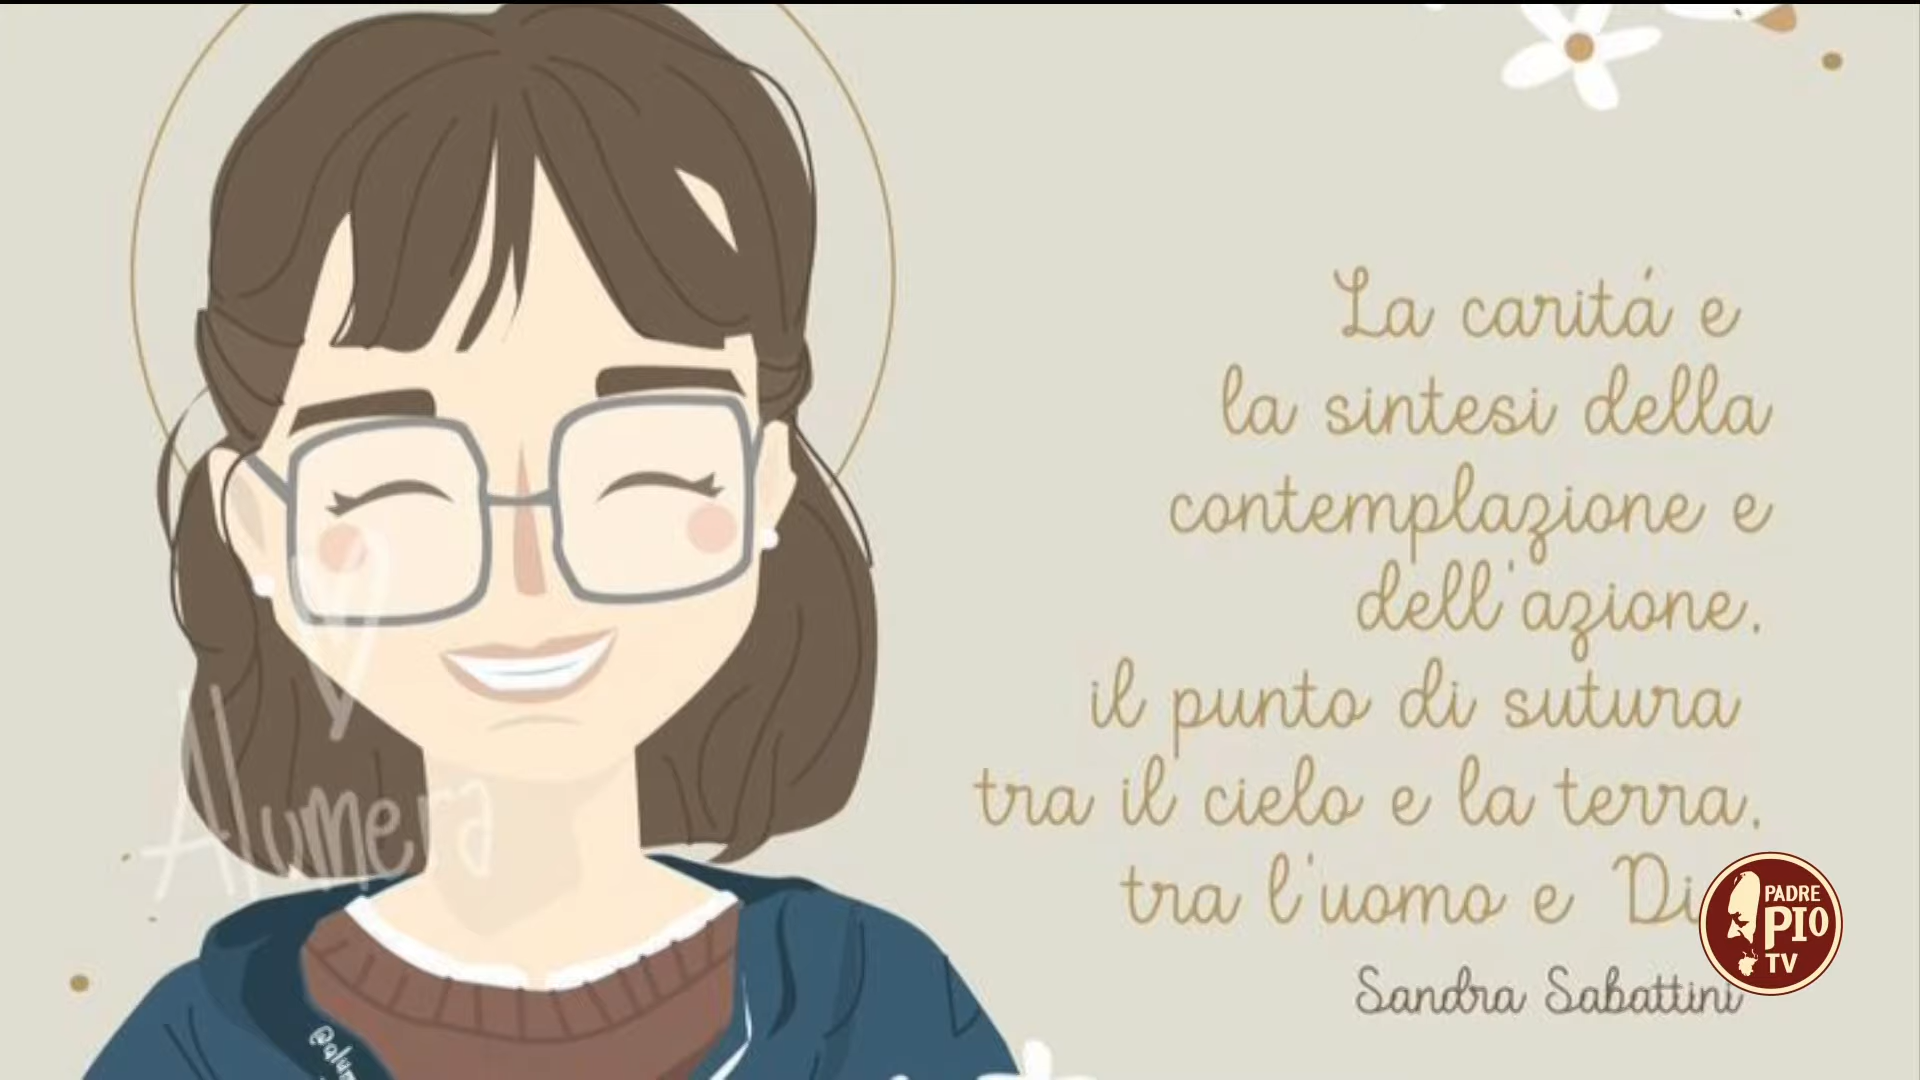 La caritá e
la sintesi della
contemplazione e
dell'azione.
il punto di sutura
tra il cielo e la terra.
tra l'uomo e
Sandra Sabattini
PADRE
PIO
TV
Alumera